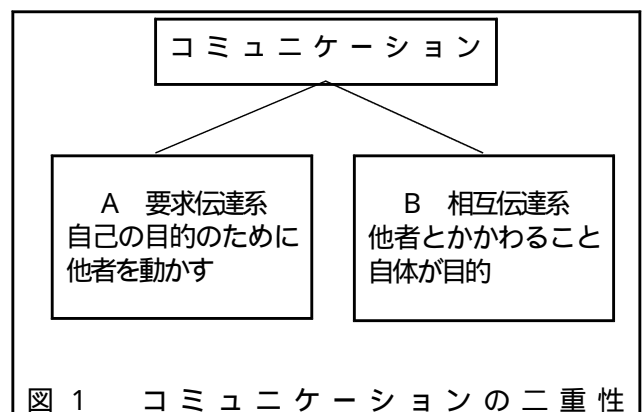 コミュニケーション
A 要求伝達系
自己の目的のために
他者を動かす
B 相互伝達系
他者とかかわること
自体が目的
図 1 コミュニケーションの二重性